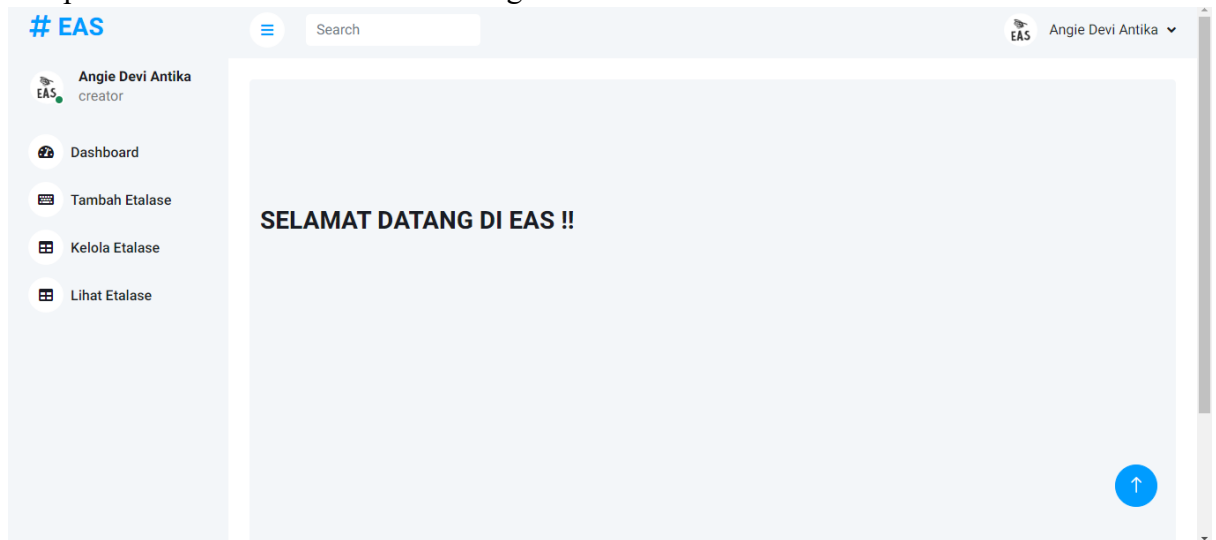 # EAS
Search
EAS
Angie Devi Antika
EAS
Angie Devi Antika
creator
Dashboard
Tambah Etalase
Kelola Etalase
Lihat Etalase
SELAMAT DATANG DI EAS !!